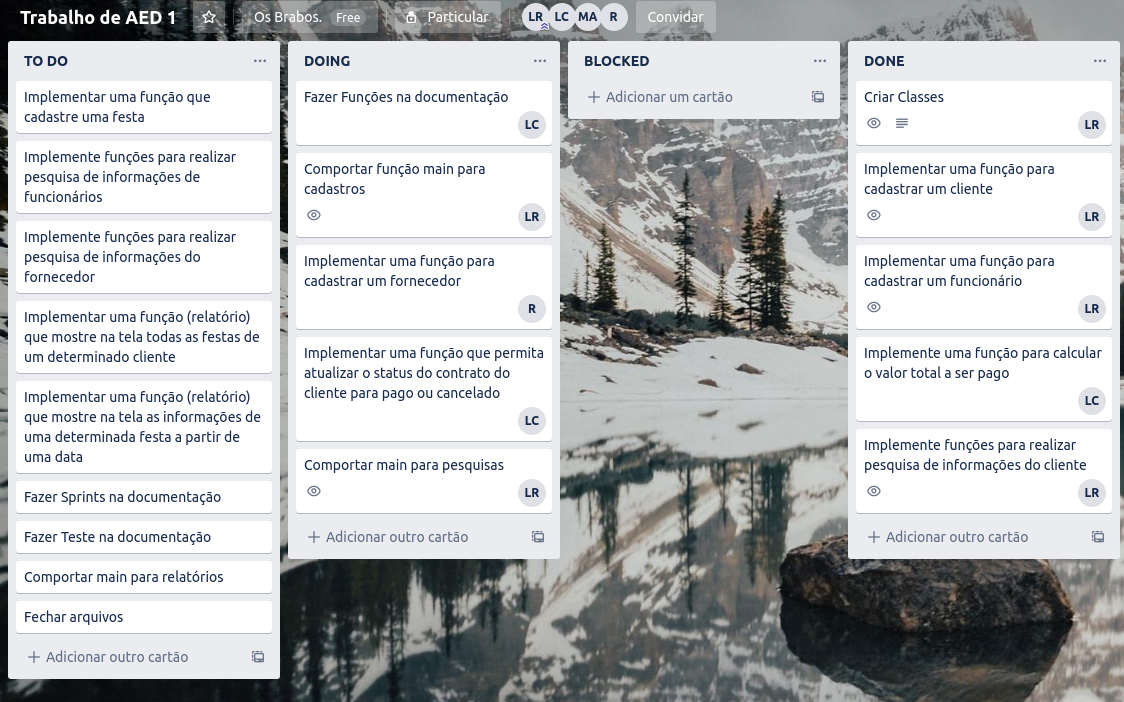 Trabalho de AED 1
Os Brabos. Free
Particular
LR LC MA R
Convidar
TO DO
Implementar uma função que
cadastre uma festa
Implemente funções para realizar
pesquisa de informações de
funcionários
Implemente funções para realizar
pesquisa de informações do
fornecedor
Implementar uma função (relatório)
que mostre na tela todas as festas de
um determinado cliente
Implementar uma função (relatório)
que mostre na tela as informações de
uma determinada festa a partir de
uma data
Fazer Sprints na documentação
Fazer Teste na documentação
Comportar main para relatórios
Fechar arquivos
Adicionar outro cartão
DOING
Fazer Funções na documentação
LC
Comportar função main para
cadastros
LR
Implementar uma função para
cadastrar um fornecedor
R
Implementar uma função que permita
atualizar o status do contrato do
cliente para pago ou cancelado
LC
Comportar main para pesquisas
LR
Adicionar outro cartão
BLOCKED
Adicionar um cartão
DONE
Criar Classes
LR
Implementar uma função para
cadastrar um cliente
LR
Implementar uma função para
cadastrar um funcionário
LR
Implemente uma função para calcular
o valor total a ser pago
LC
Implemente funções para realizar
pesquisa de informações do cliente
LR
Adicionar outro cartão